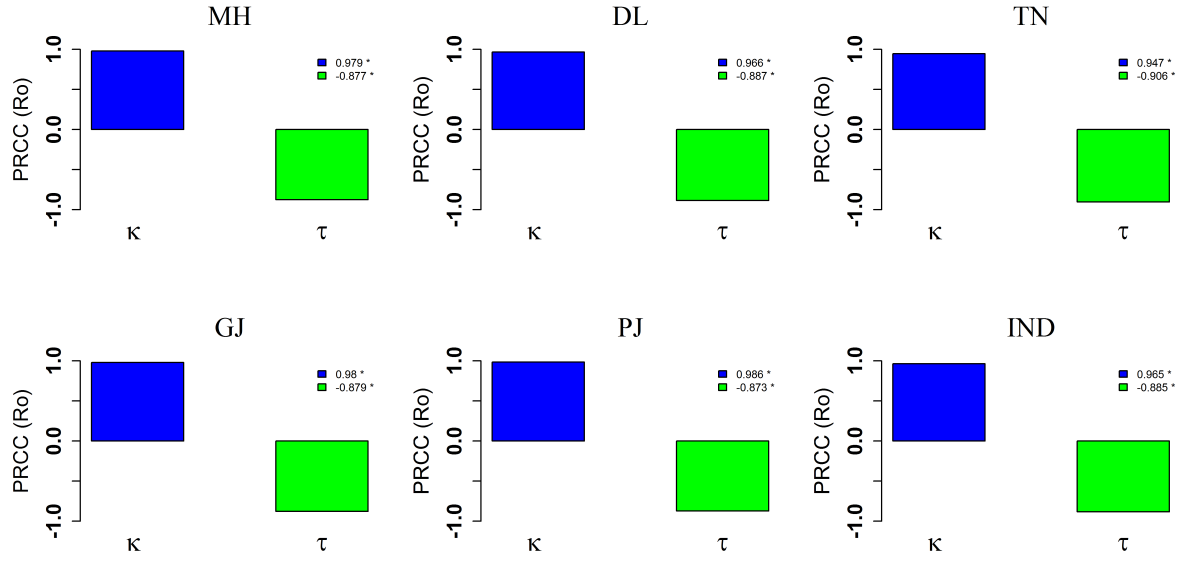 MH
PRCC (Ro)
1.0
0.0
-1.0
0.979 *
-0.877 *
κ
τ
DL
PRCC (Ro)
1.0
0.0
-1.0
0.966 *
-0.887 *
κ
τ
TN
PRCC (Ro)
1.0
0.0
-1.0
0.947 *
-0.906 *
κ
τ
GJ
PRCC (Ro)
1.0
0.0
-1.0
0.98 *
-0.879 *
κ
τ
PJ
PRCC (Ro)
1.0
0.0
-1.0
0.986 *
-0.873 *
κ
τ
IND
PRCC (Ro)
1.0
0.0
-1.0
0.965 *
-0.885 *
κ
τ